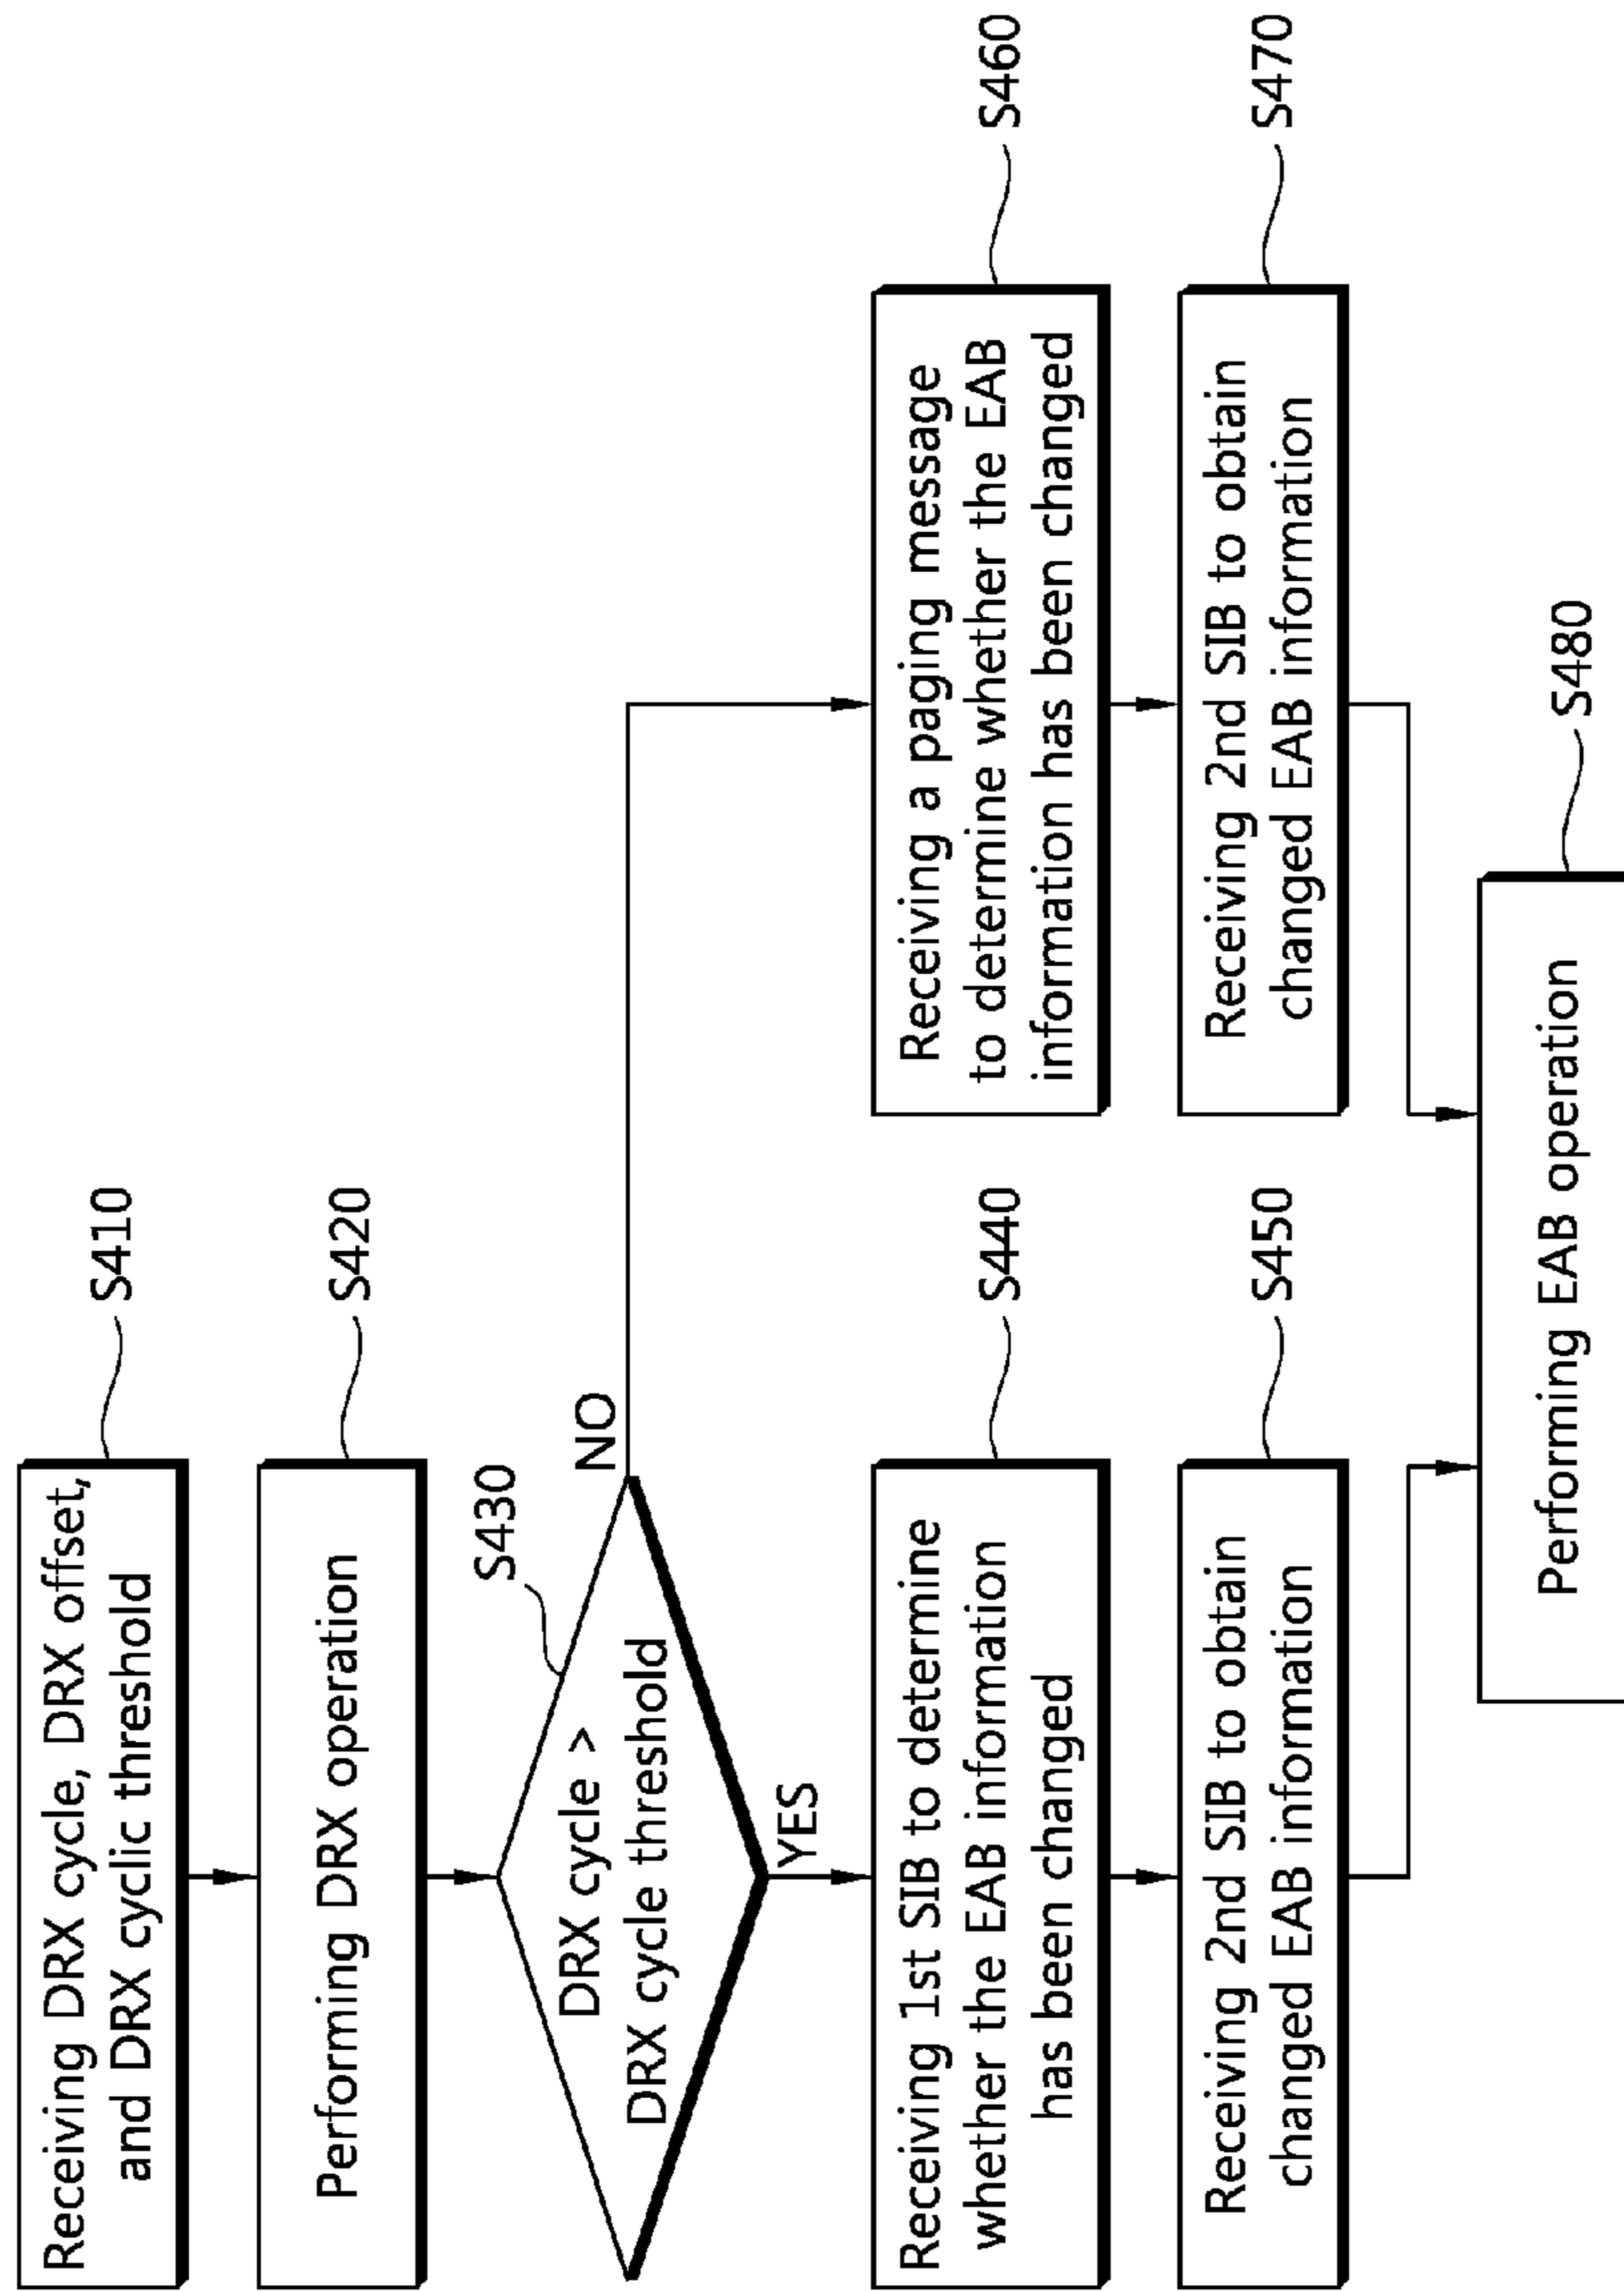 Receiving DRX cycle, DRX offset,
and DRX cyclic threshold
S410
Performing DRX operation
S420
S430
DRX cycle >
DRX cycle threshold
NO
YES
Receiving 1st SIB to determine
whether the EAB information
has been changed
S440
Receiving a paging message
to determine whether the EAB
information has been changed
S460
Receiving 2nd SIB to obtain
changed EAB information
S450
Receiving 2nd SIB to obtain
changed EAB information
S470
Performing EAB operation
S480